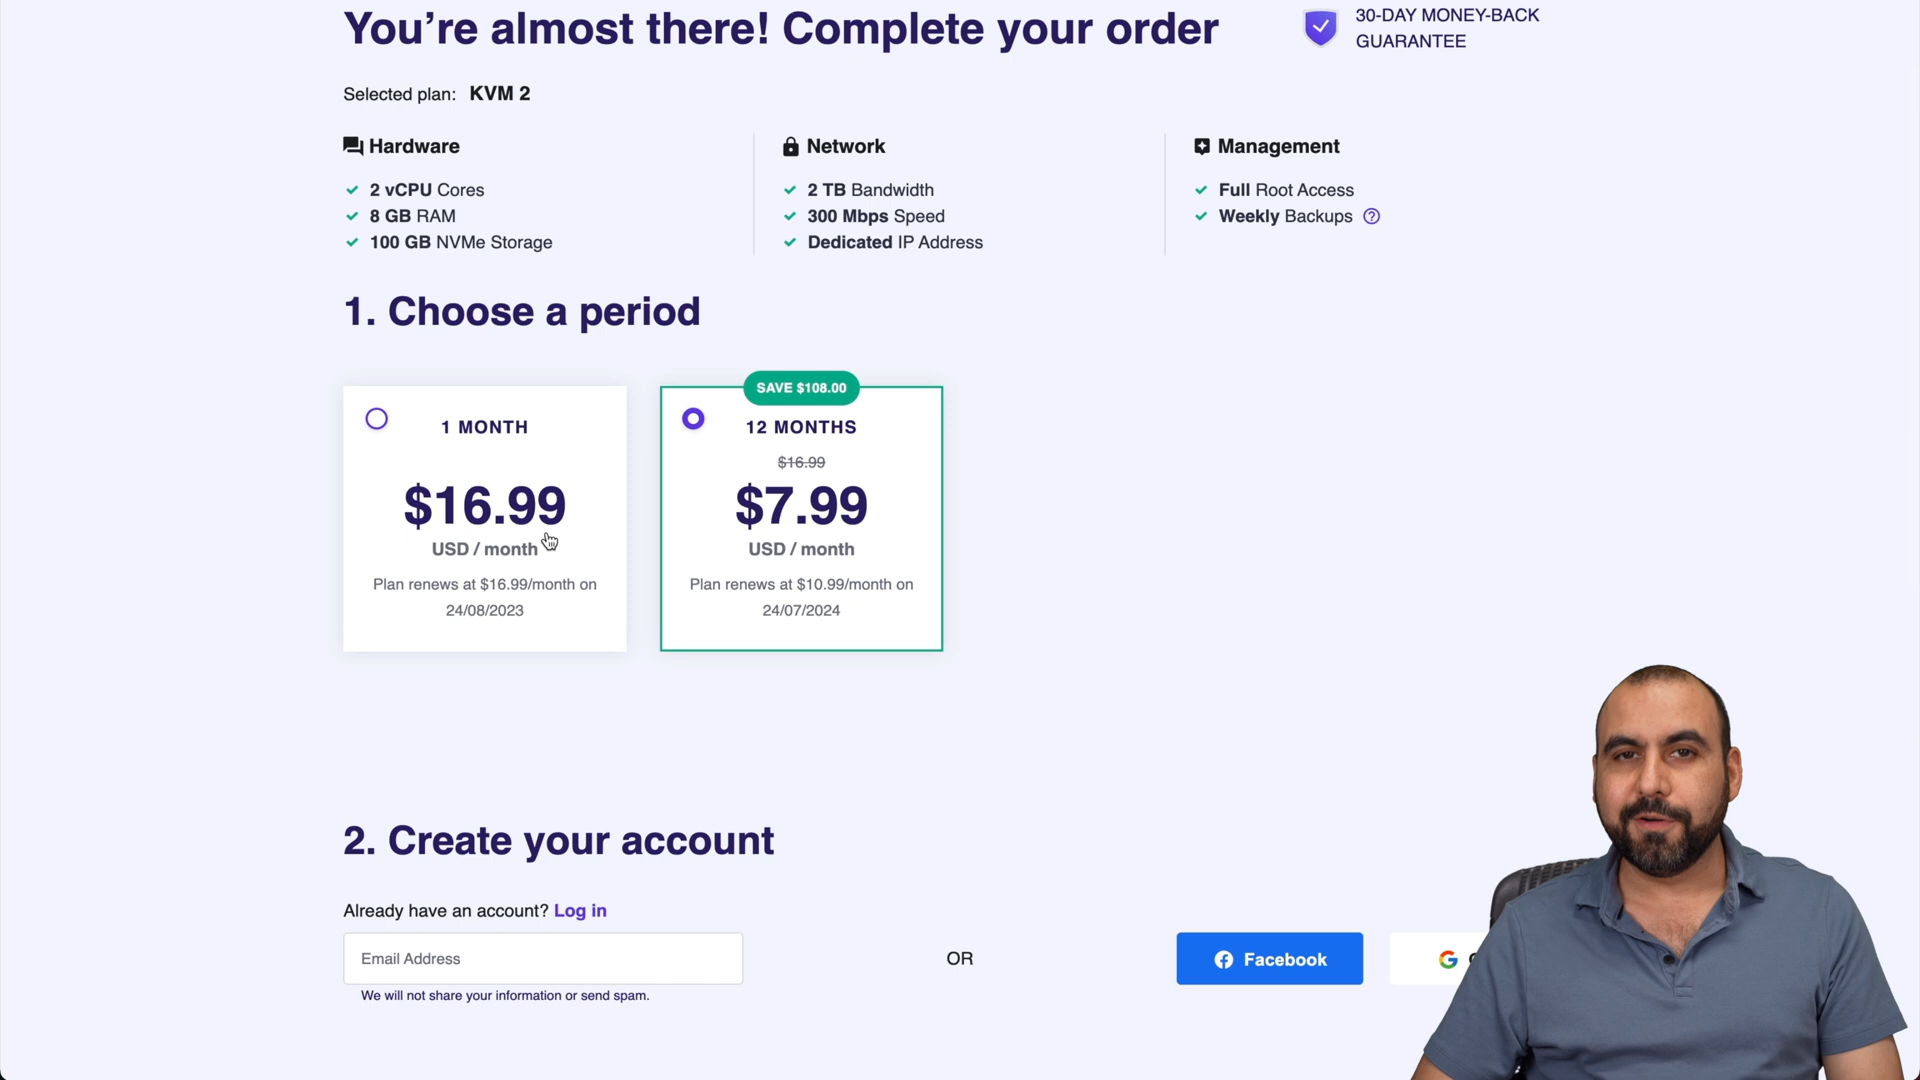 You’re almost there! Complete your order
30-DAY MONEY-BACK
GUARANTEE
Selected plan: KVM 2
Hardware
2 vCPU Cores
8 GB RAM
100 GB NVMe Storage
Network
2 TB Bandwidth
300 Mbps Speed
Dedicated IP Address
Management
Full Root Access
Weekly Backups ?
1. Choose a period
1 MONTH
$16.99
USD / month
Plan renews at $16.99/month on
24/08/2023
SAVE $108.00
12 MONTHS
$16.99
$7.99
USD / month
Plan renews at $10.99/month on
24/07/2024
2. Create your account
Already have an account? Log in
Email Address
We will not share your information or send spam.
OR
Facebook